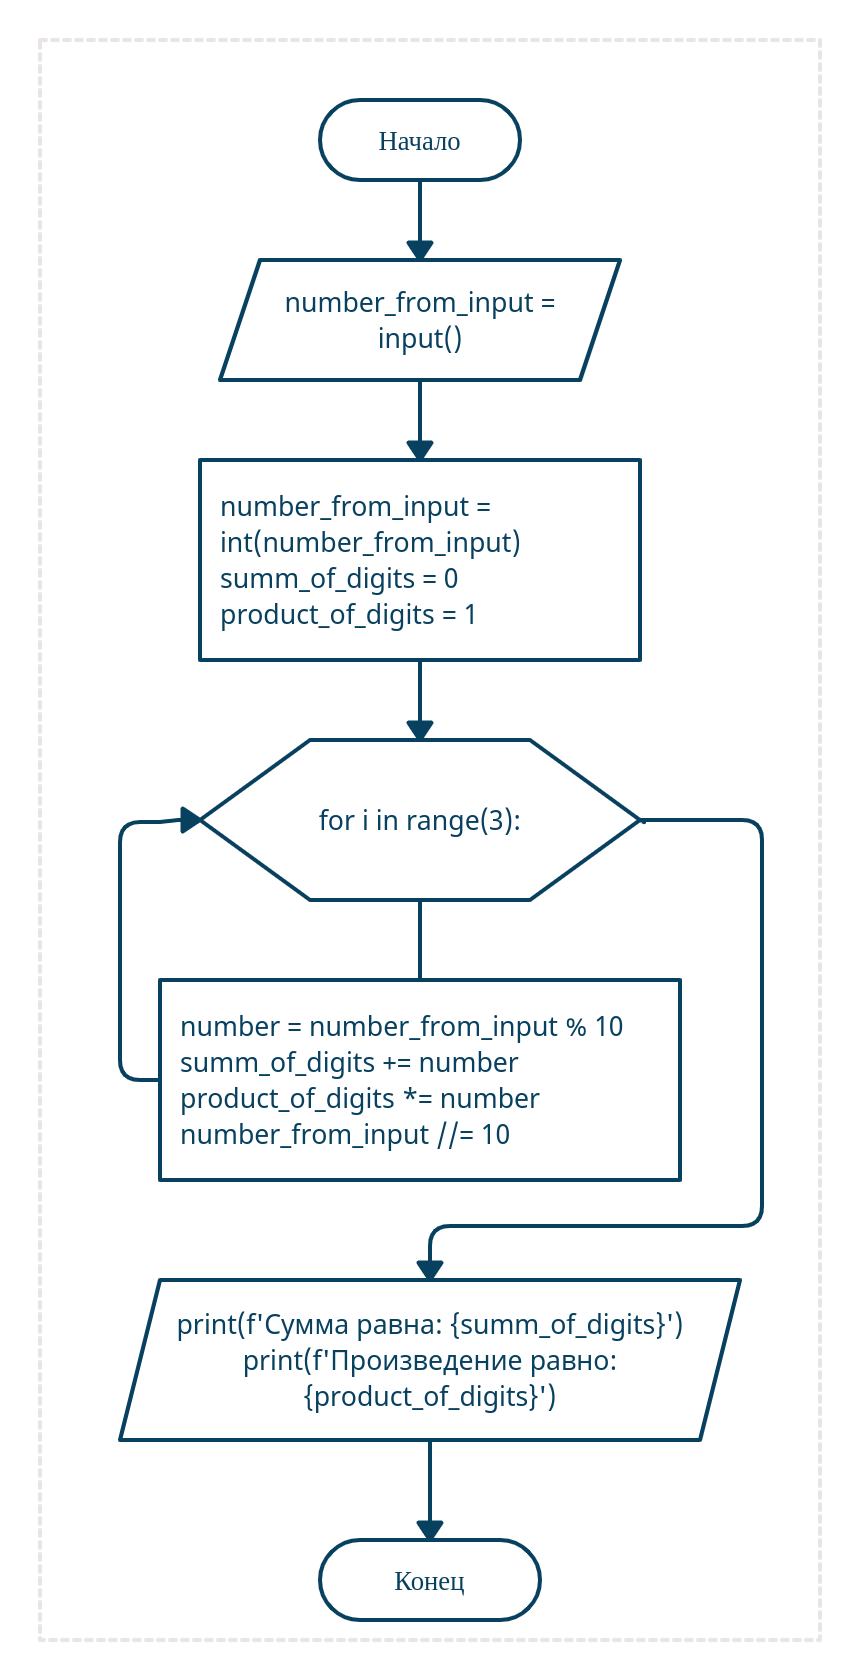 Начало
number_from_input =
input()
number_from_input =
int(number_from_input)
summ_of_digits = 0
product_of_digits = 1
for i in range(3):
number = number_from_input % 10
summ_of_digits += number
product_of_digits *= number
number_from_input //= 10
print(f'Сумма равна: {summ_of_digits}')
print(f'Произведение равно:
{product_of_digits}')
Конец